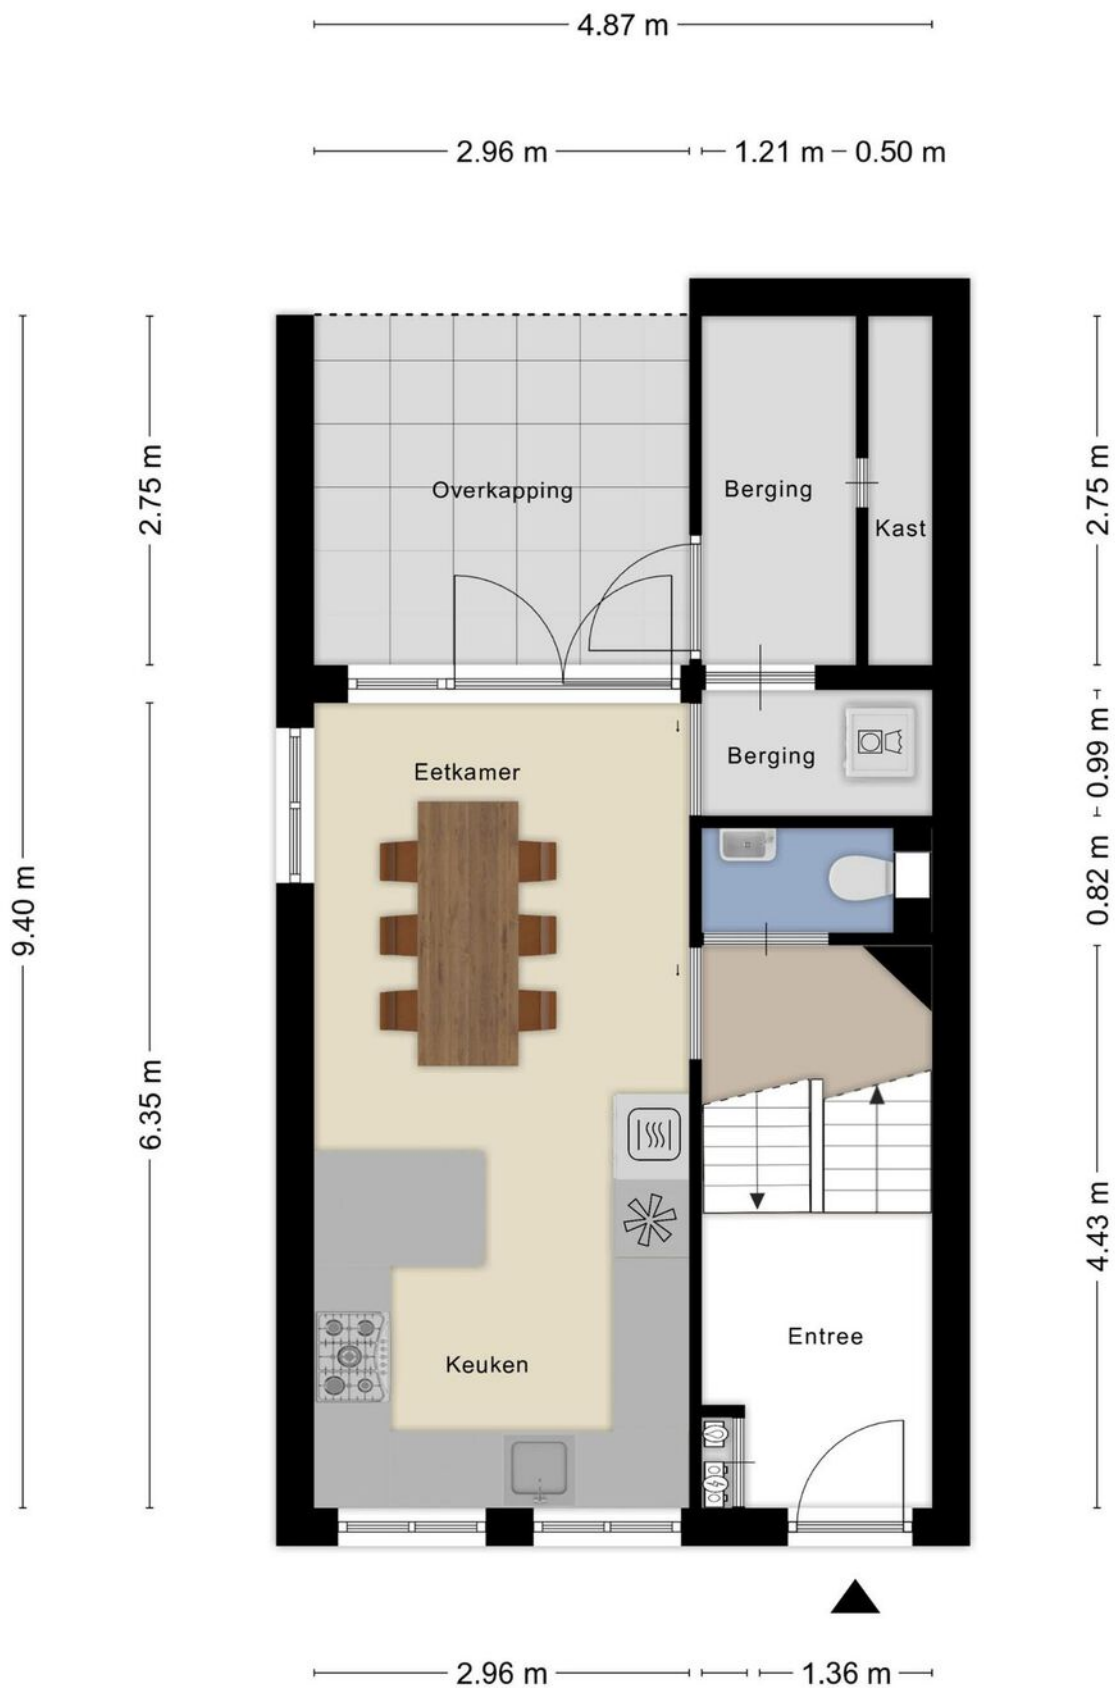 4.87 m
2.96 m
1.21 m
0.50 m
Overkapping
Berging
Kast
2.75 m
2.75 m
Eetkamer
Berging
0.99 m
0.82 m
9.40 m
6.35 m
4.43 m
Entree
Keuken
2.96 m
1.36 m